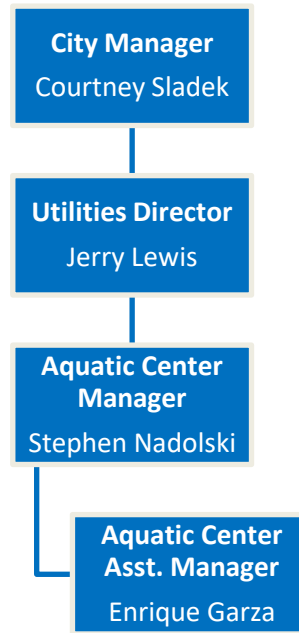 City Manager
Courtney Sladek
Utilities Director
Jerry Lewis
Aquatic Center
Manager
Stephen Nadolski
Aquatic Center
Asst. Manager
Enrique Garza